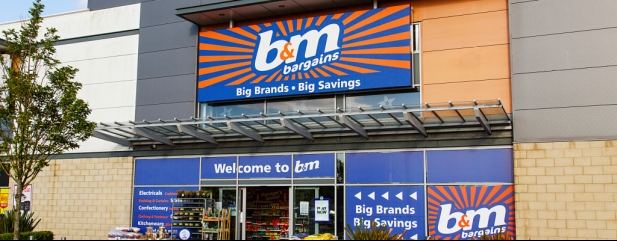 b&m
bargains
Big Brands • Big Savings
Welcome to b&m
Electricals
Confectionery
Kitchenware
Big Brands
Big Savings
b&m
bargains